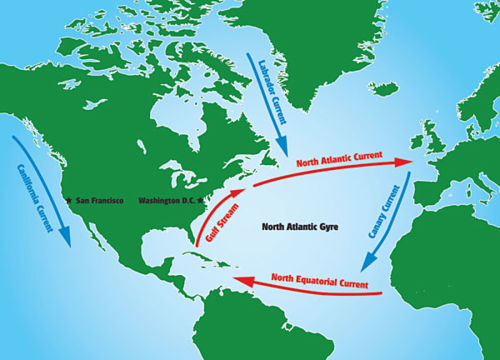 Labrador Current
North Atlantic Current
Canlifornia Current
San Francisco
Washington D.C.
Gulf Stream
North Atlantic Gyre
Canary Current
North Equatorial Current